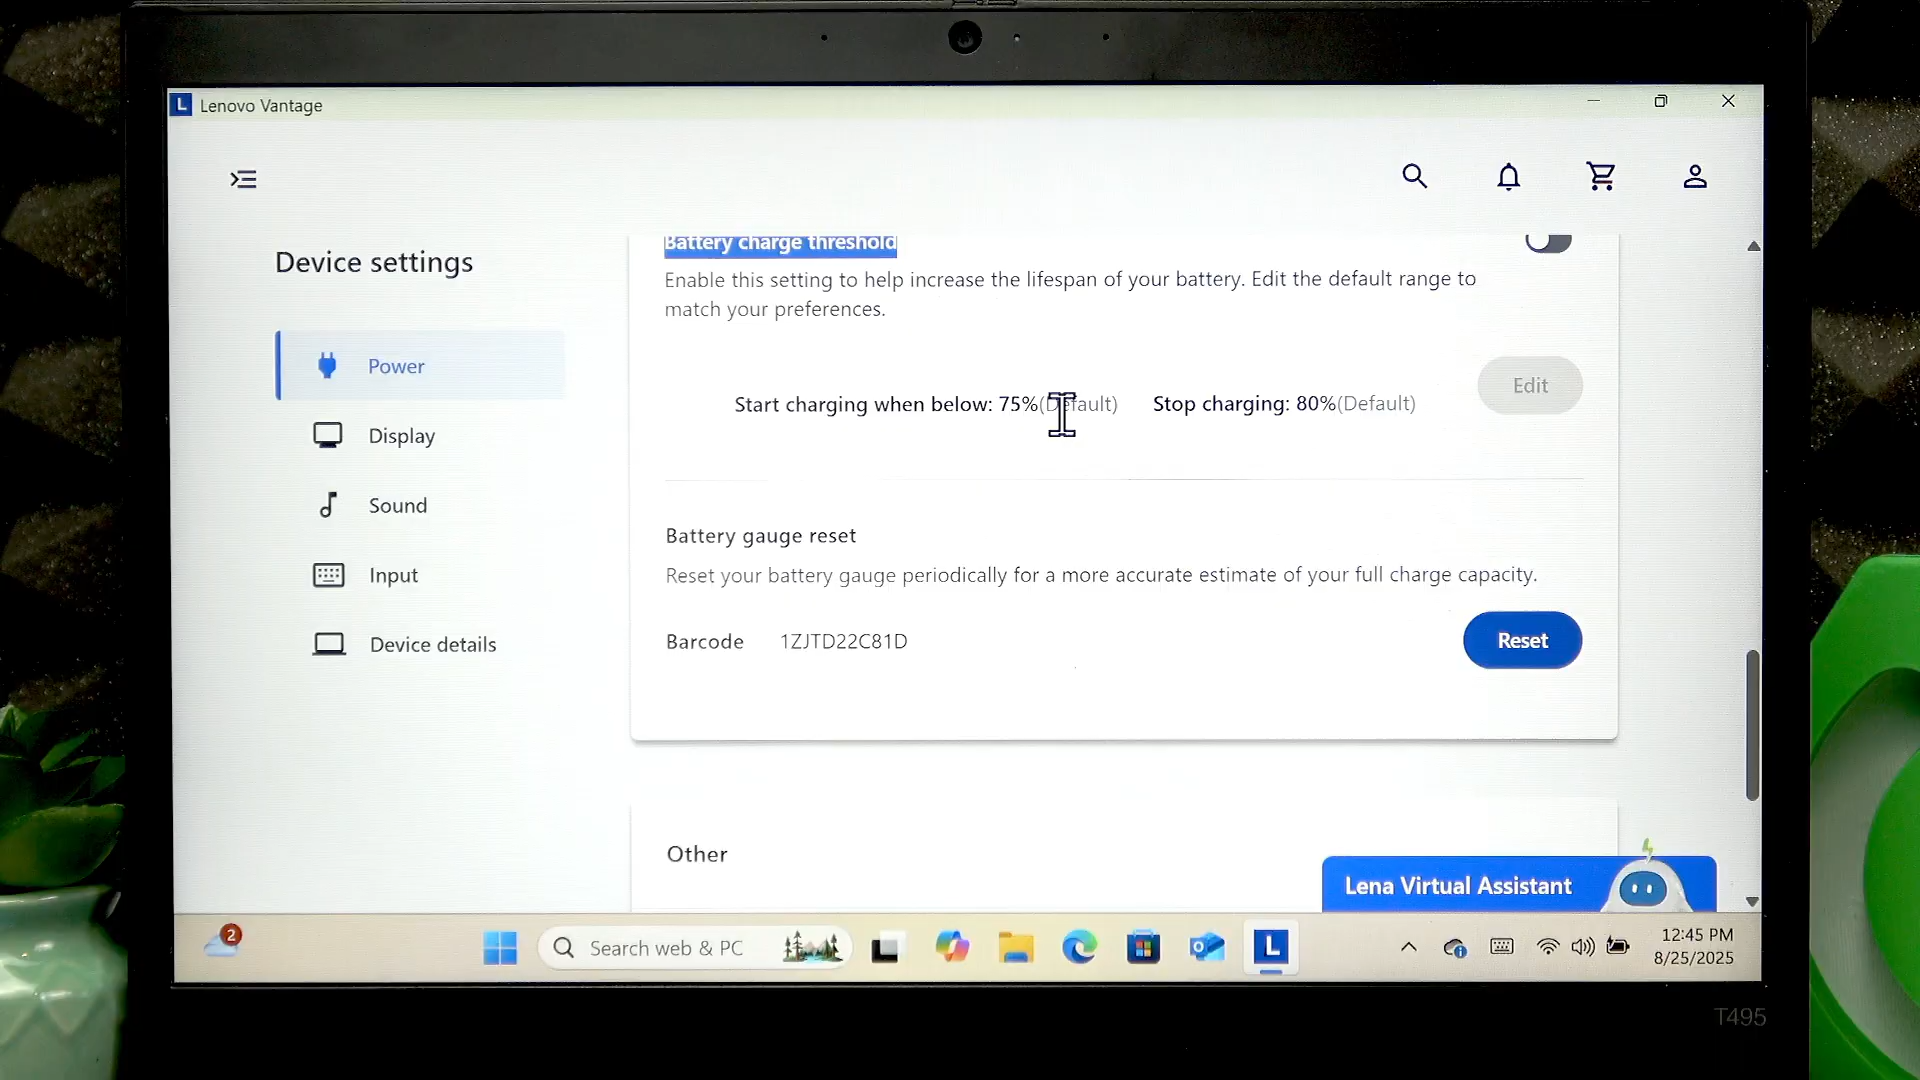 L Lenovo Vantage
Device settings
Power
Display
Sound
Input
Device details
Battery charge threshold
Enable this setting to help increase the lifespan of your battery. Edit the default range to
match your preferences.
Start charging when below: 75%(Default) Stop charging: 80%(Default)
Edit
Battery gauge reset
Reset your battery gauge periodically for a more accurate estimate of your full charge capacity.
Barcode 1ZJTD22C81D
Reset
Other
Lena Virtual Assistant
2
Search web & PC
L
12:45 PM
8/25/2025
T495